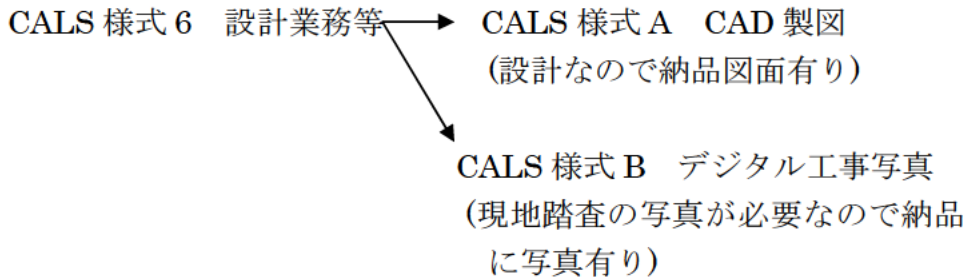 CALS 様式 6　設計業務等
CALS 様式 A　CAD 製図
(設計なので納品図面有り)
CALS 様式 B　デジタル工事写真
(現地踏査の写真が必要なので納品
に写真有り)